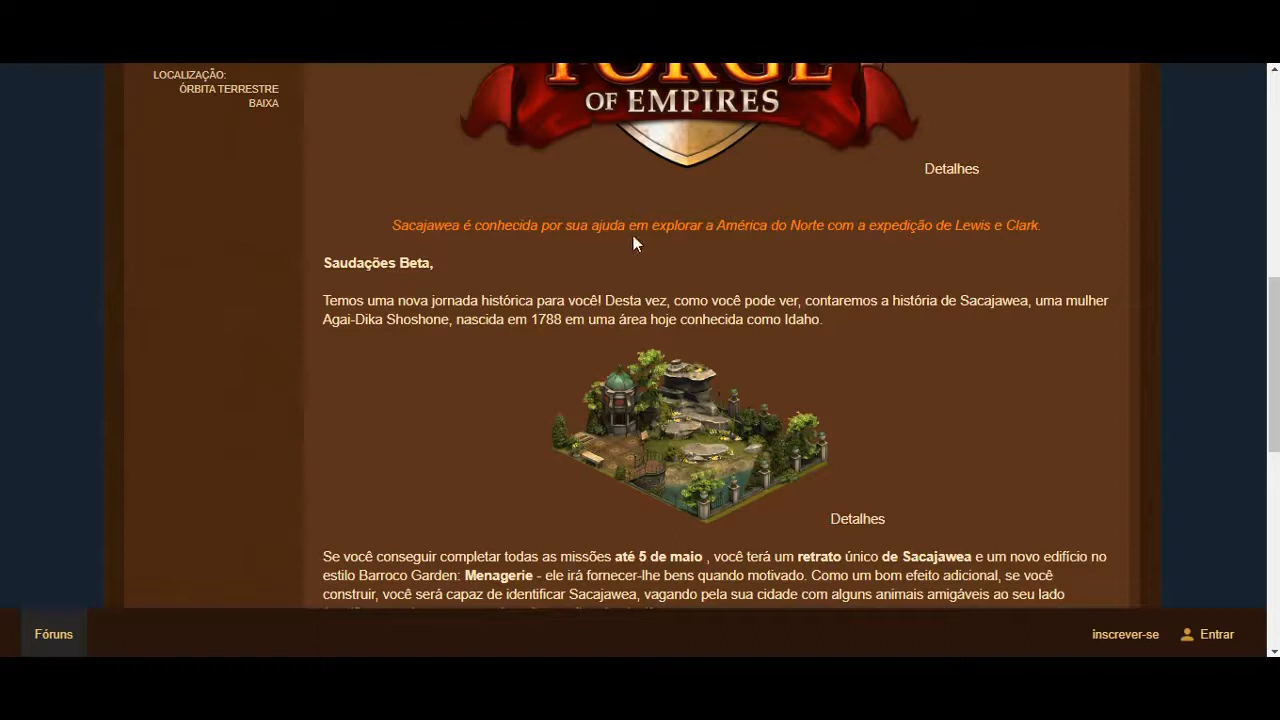 LOCALIZAÇÃO:
ÓRBITA TERRESTRE
BAIXA
FORGE
OF EMPIRES
Detalhes
Sacajawea é conhecida por sua ajuda em explorar a América do Norte com a expedição de Lewis e Clark.
Saudações Beta,
Temos uma nova jornada histórica para você! Desta vez, como você pode ver, contaremos a história de Sacajawea, uma mulher
Agai-Dika Shoshone, nascida em 1788 em uma área hoje conhecida como Idaho.
Detalhes
Se você conseguir completar todas as missões até 5 de maio , você terá um retrato único de Sacajawea e um novo edifício no
estilo Barroco Garden: Menagerie - ele irá fornecer-lhe bens quando motivado. Como um bom efeito adicional, se você
construir, você será capaz de identificar Sacajawea, vagando pela sua cidade com alguns animais amigáveis ao seu lado
Fóruns
inscrever-se
Entrar